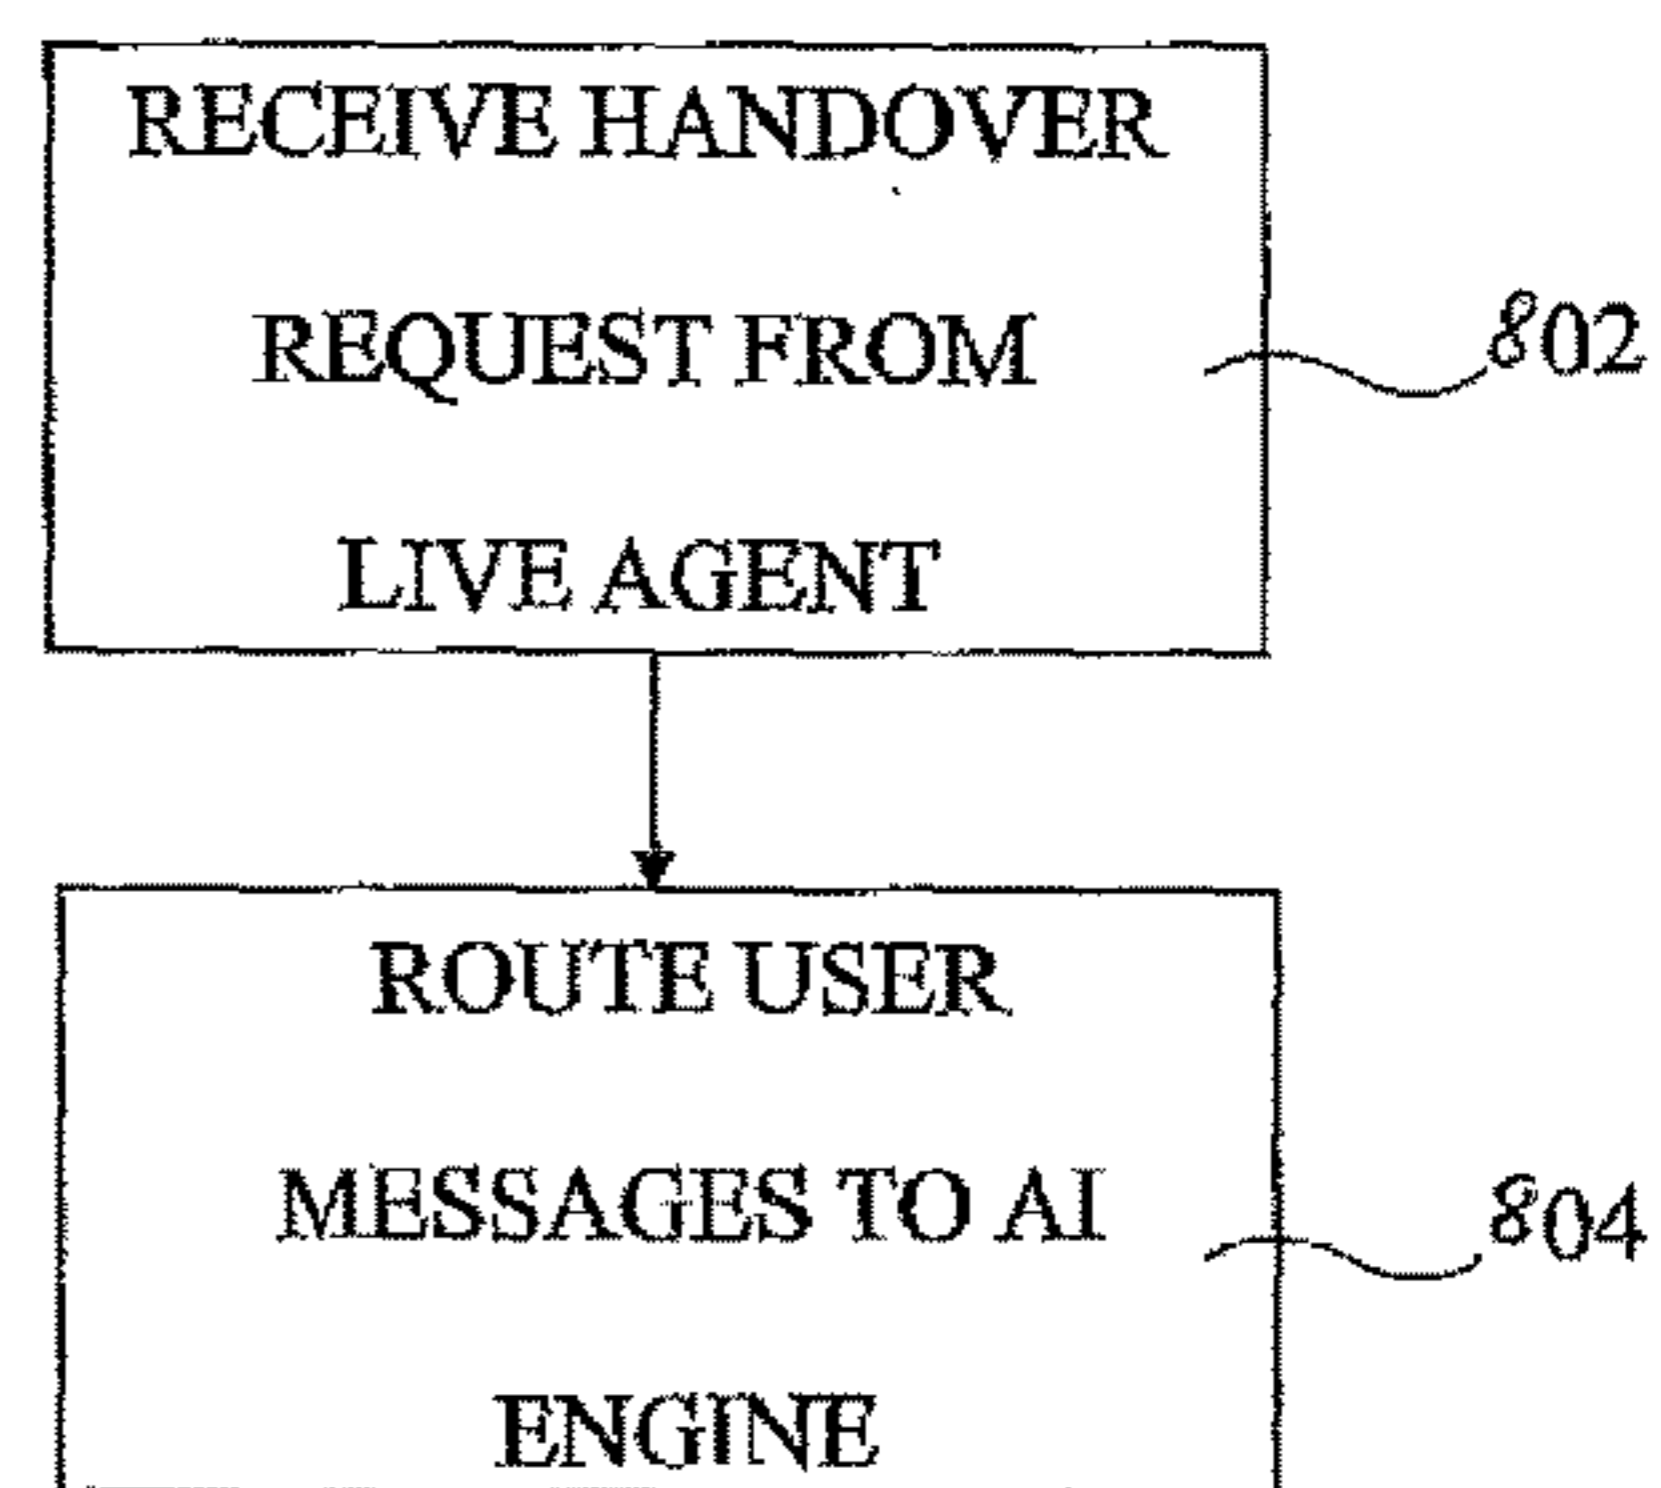 RECEIVE HANDOVER
REQUEST FROM
802
LIVE AGENT
ROUTE USER
MESSAGES TO AI
804
ENGINE